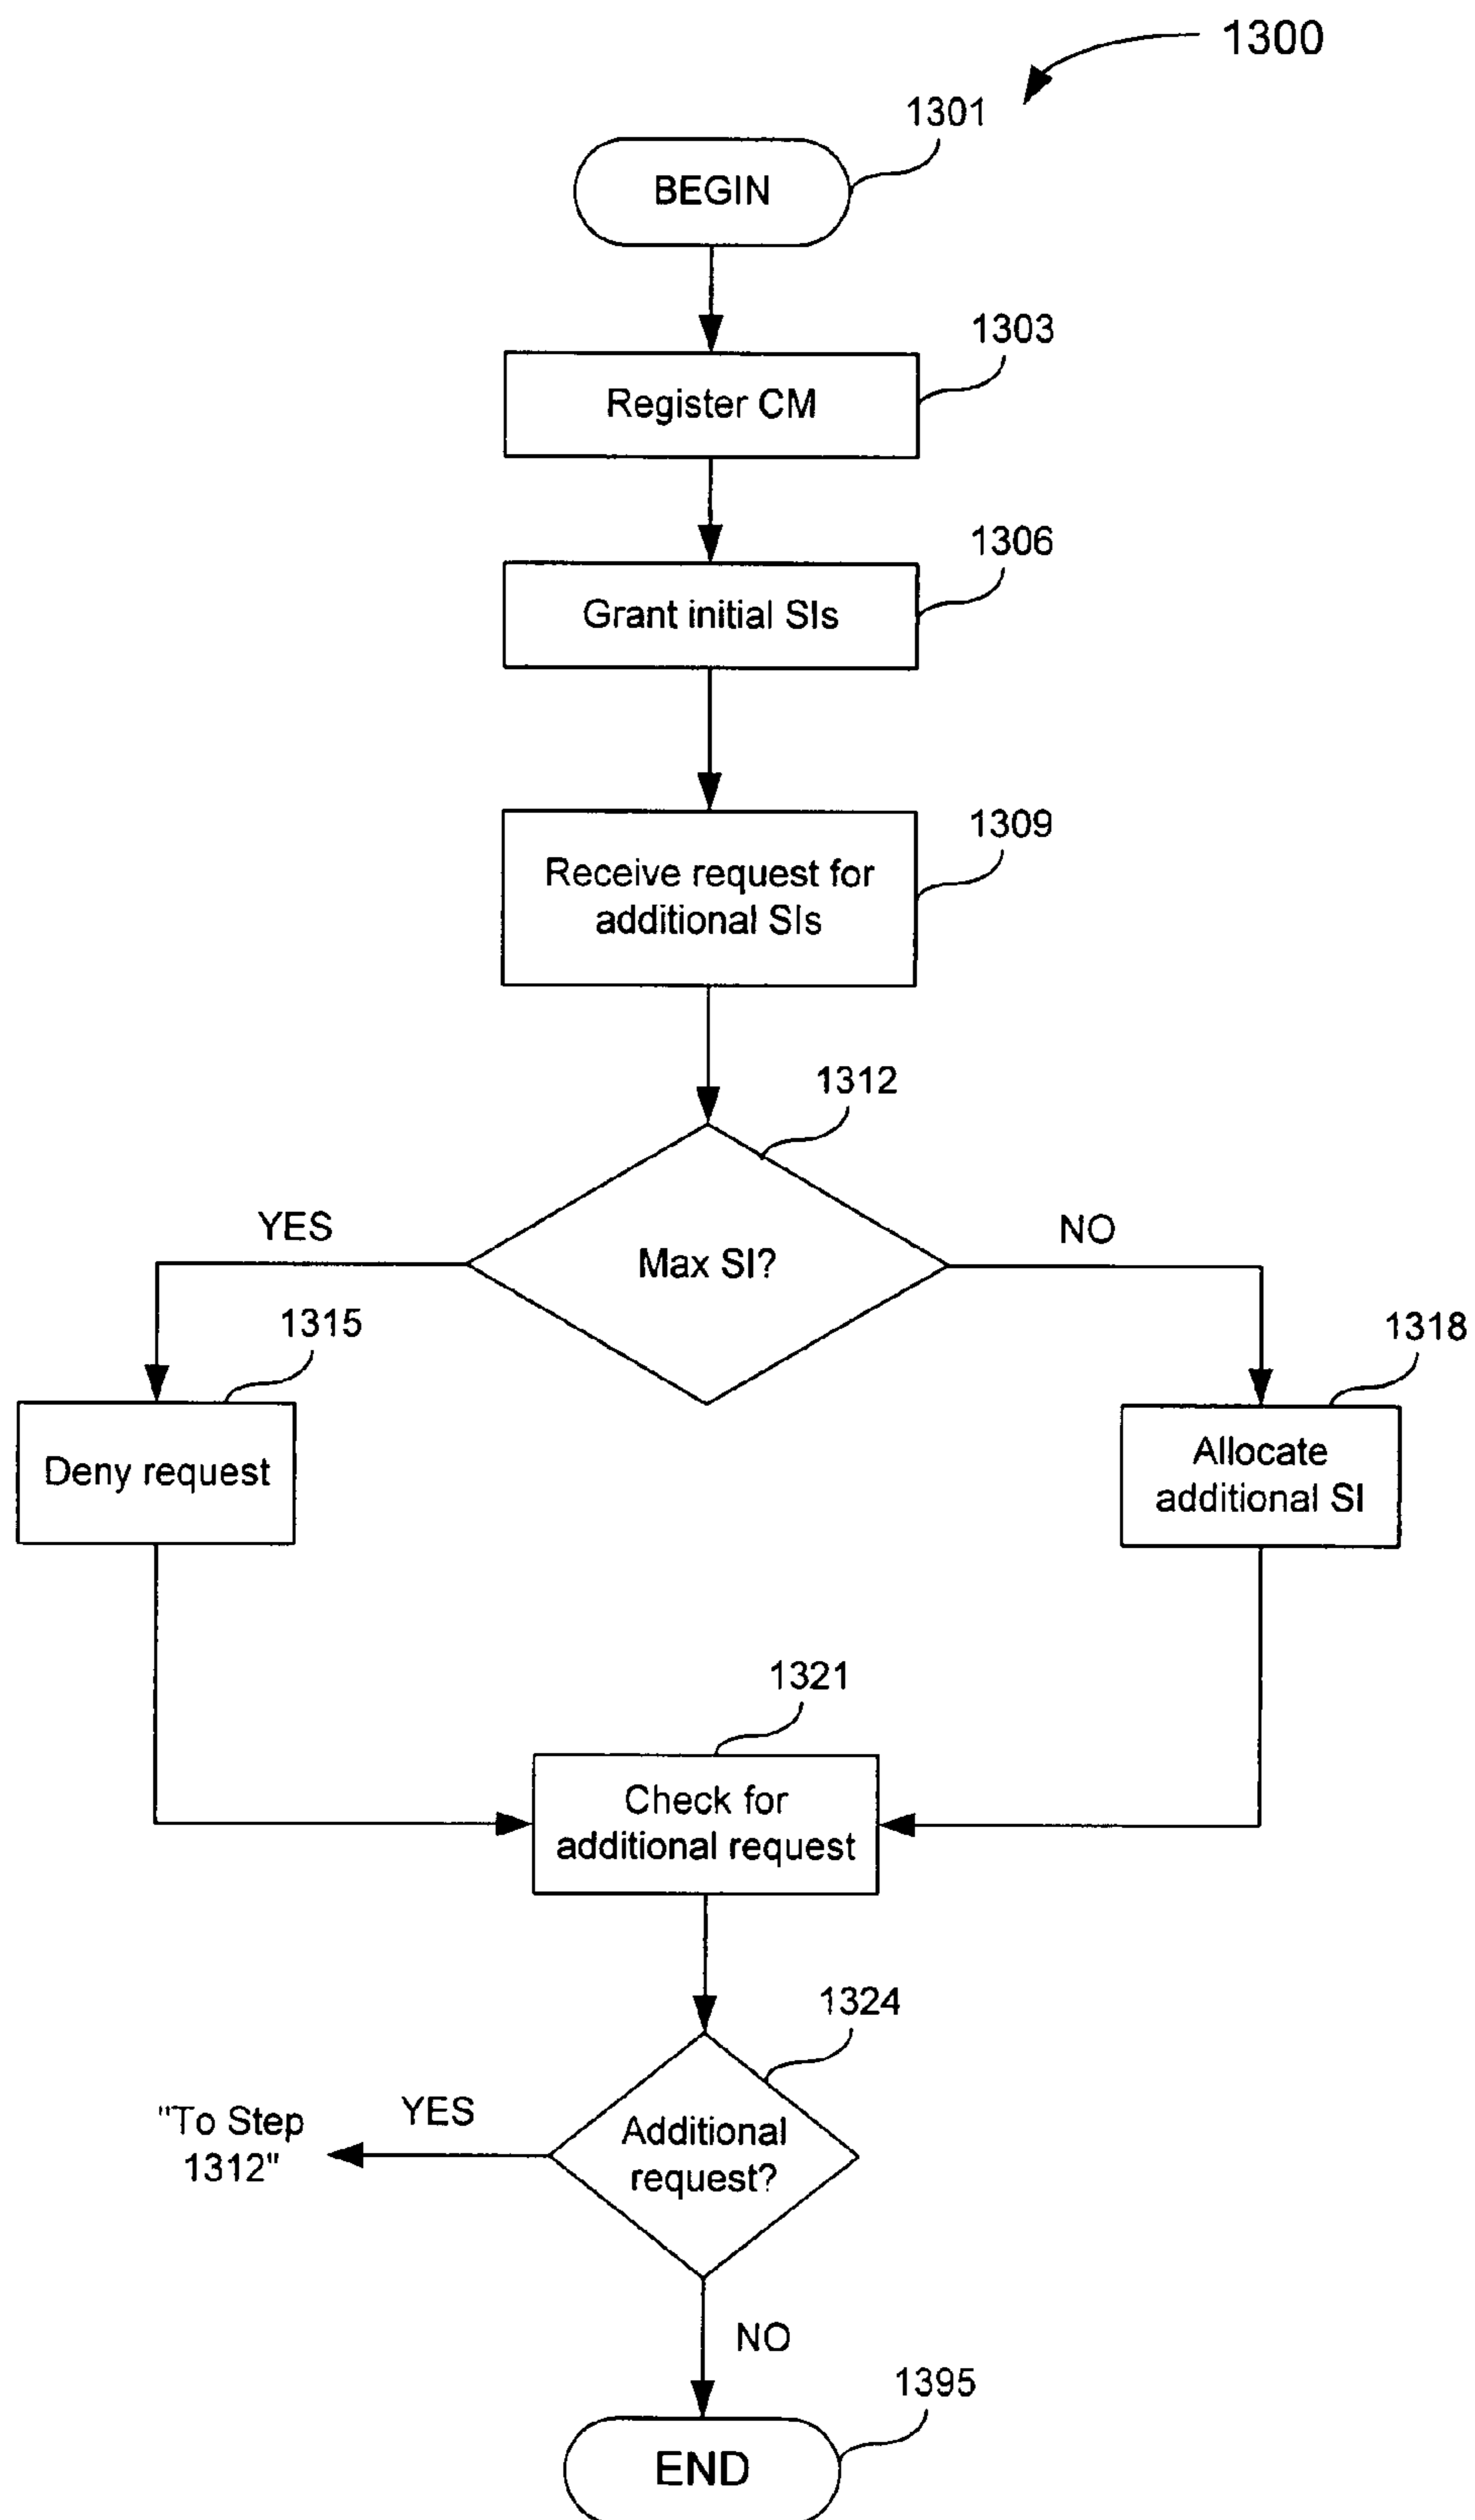 1300
1301
BEGIN
1303
Register CM
1306
Grant initial SIs
1309
Receive request for
additional SIs
1312
YES
NO
Max SI?
1315
1318
Deny request
Allocate
additional SI
1321
Check for
additional request
1324
"To Step
1312"
YES
Additional
request?
NO
1395
END